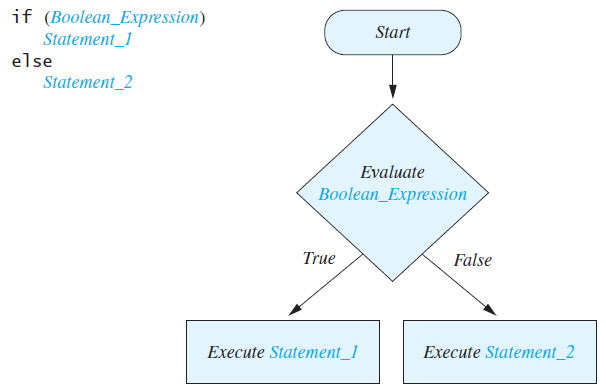 if (Boolean_Expression)
Statement_1
else
Statement_2
Start
Evaluate
Boolean_Expression
True
False
Execute Statement_1
Execute Statement_2